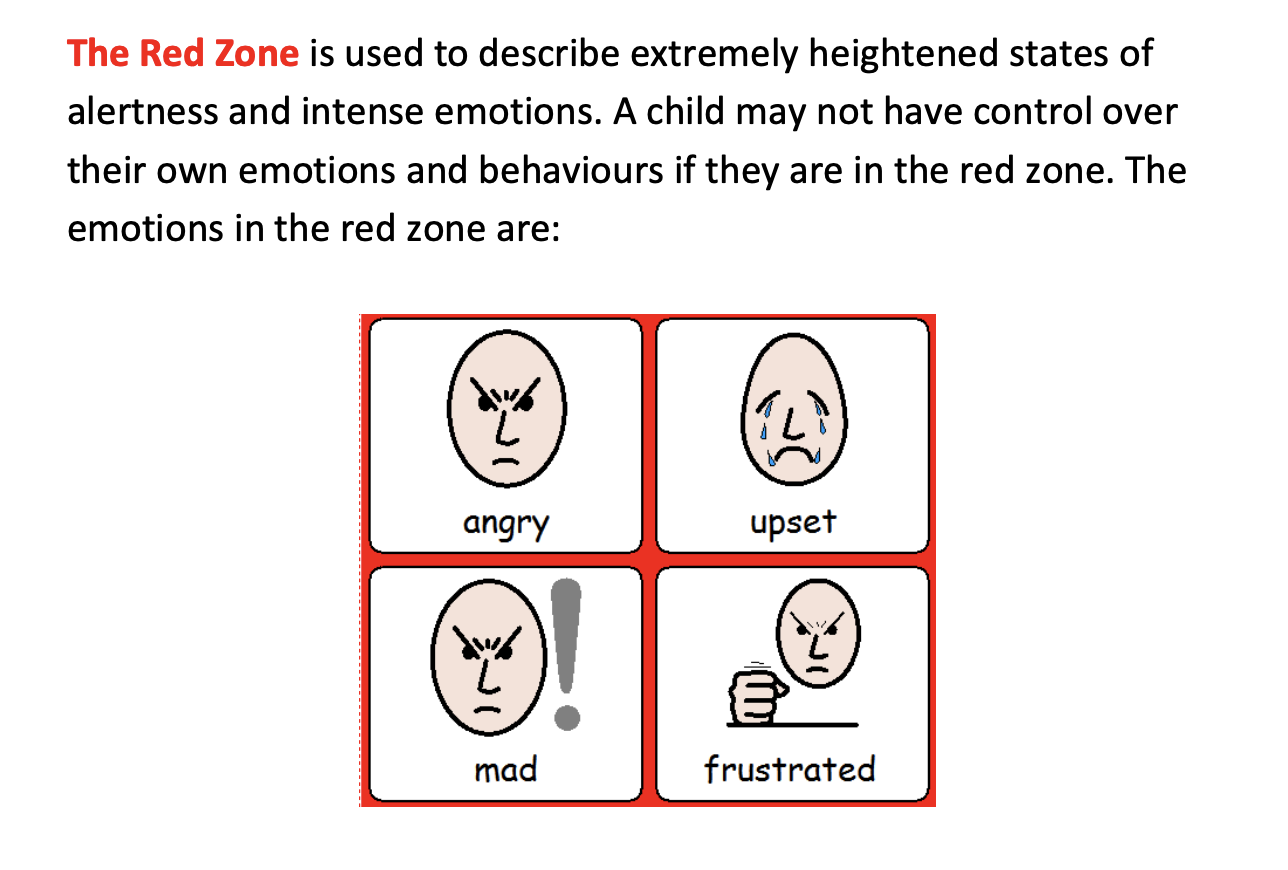 The Red Zone is used to describe extremely heightened states of
alertness and intense emotions. A child may not have control over
their own emotions and behaviours if they are in the red zone. The
emotions in the red zone are:
angry
upset
mad
frustrated